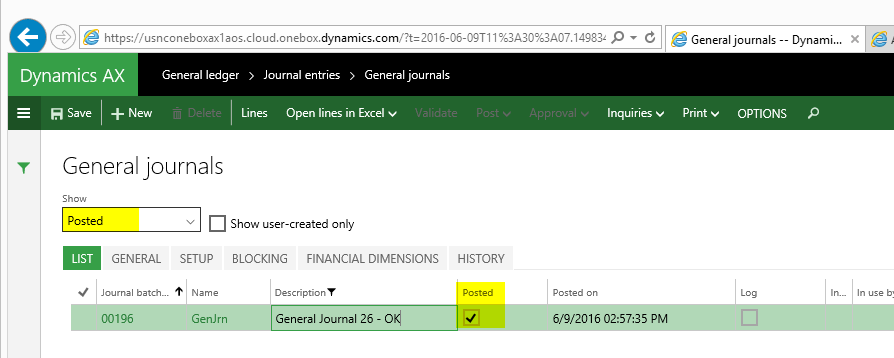 https://usnconeboxax1aos.cloud.onebox.dynamics.com/?t=2016-06-09T11%3A30%3A07.149834
General journals -- Dynami...
Dynamics AX
General ledger > Journal entries > General journals
Save + New Delete Lines Open lines in Excel Validate Post Approval Inquiries Print OPTIONS
General journals
Show
Posted
Show user-created only
LIST GENERAL SETUP BLOCKING FINANCIAL DIMENSIONS HISTORY
Journal batch... Name Description Posted Posted on Log In... In use by
00196 GenJrn General Journal 26 - OK 6/9/2016 02:57:35 PM